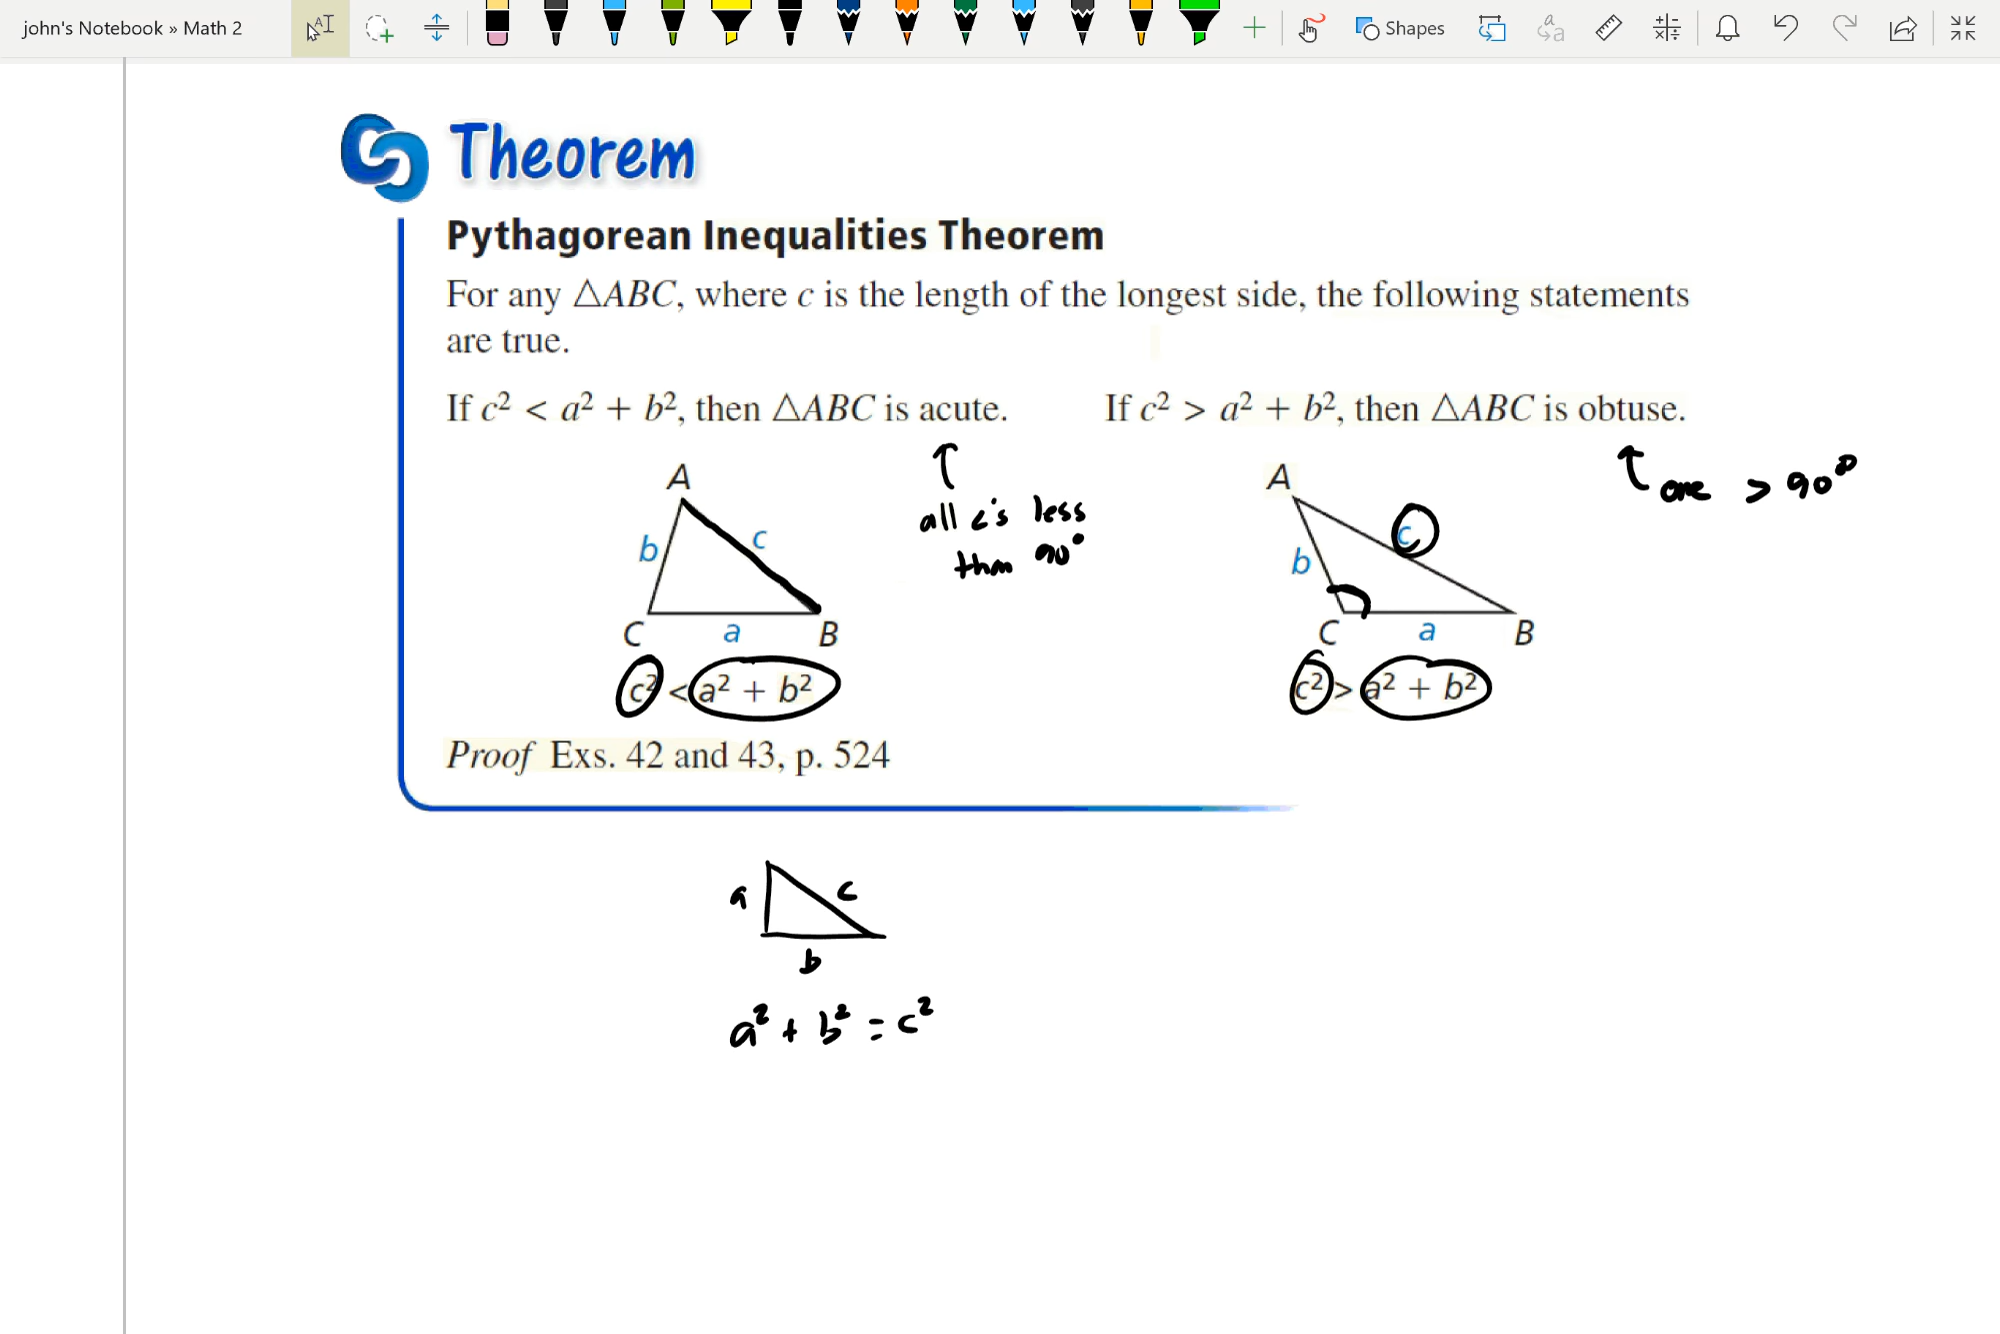 john's Notebook » Math 2
Shapes
Theorem
Pythagorean Inequalities Theorem
For any △ABC, where c is the length of the longest side, the following statements
are true.
If c² < a² + b², then △ABC is acute.
If c² > a² + b², then △ABC is obtuse.
all ∠'s less
than 90°
one > 90°
A
b
c
C
a
B
c² < a² + b²
A
b
c
C
a
B
c² > a² + b²
Proof Exs. 42 and 43, p. 524
a
c
b
a² + b² = c²